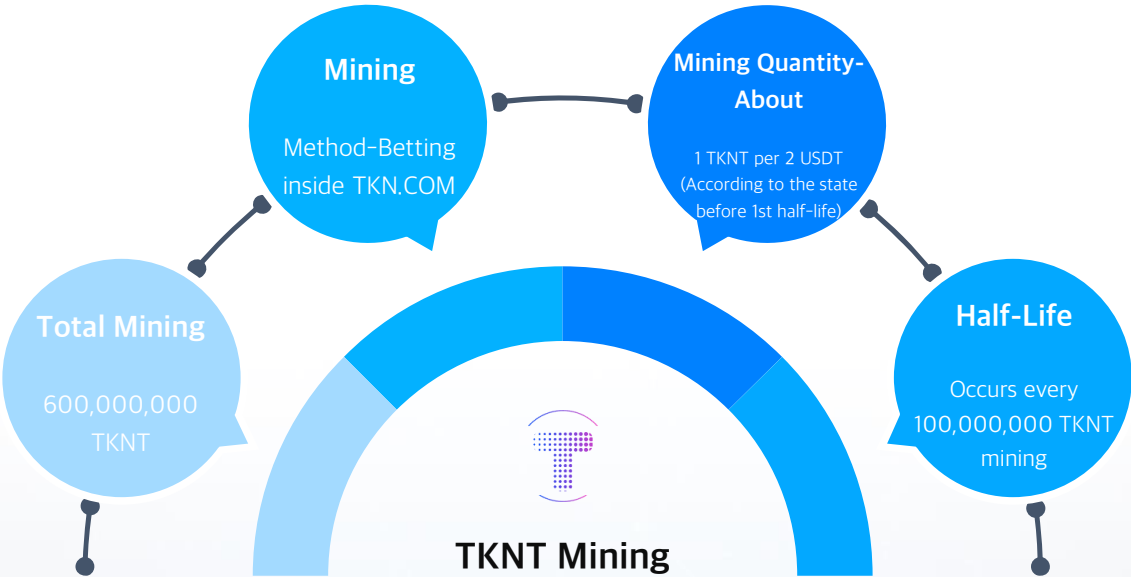 Total Mining
600,000,000
TKNT
Mining
Method-Betting
inside TKN.COM
Mining Quantity-
About
1 TKNT per 2 USDT
(According to the state
before 1st half-life)
Half-Life
Occurs every
100,000,000 TKNT
mining
TKNT Mining